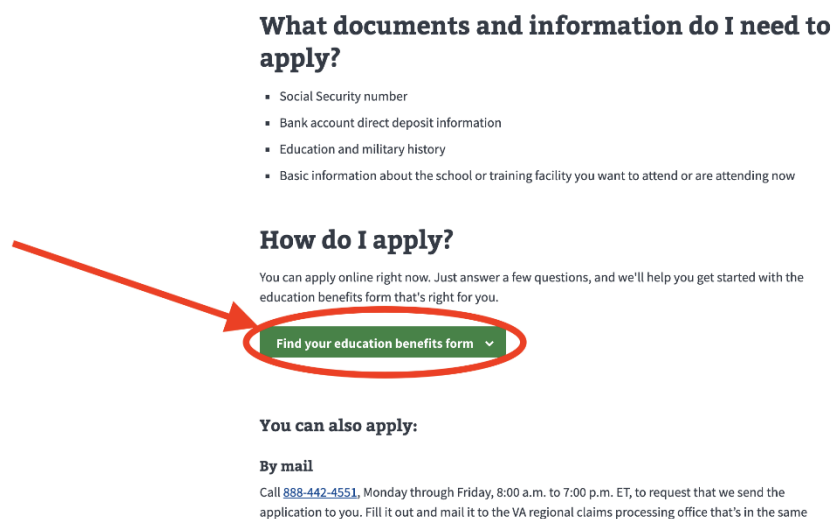 What documents and information do I need to
apply?
Social Security number
Bank account direct deposit information
Education and military history
Basic information about the school or training facility you want to attend or are attending now
How do I apply?
You can apply online right now. Just answer a few questions, and we'll help you get started with the
education benefits form that's right for you.
Find your education benefits form
You can also apply:
By mail
Call 888-442-4551, Monday through Friday, 8:00 a.m. to 7:00 p.m. ET, to request that we send the
application to you. Fill it out and mail it to the VA regional claims processing office that's in the same